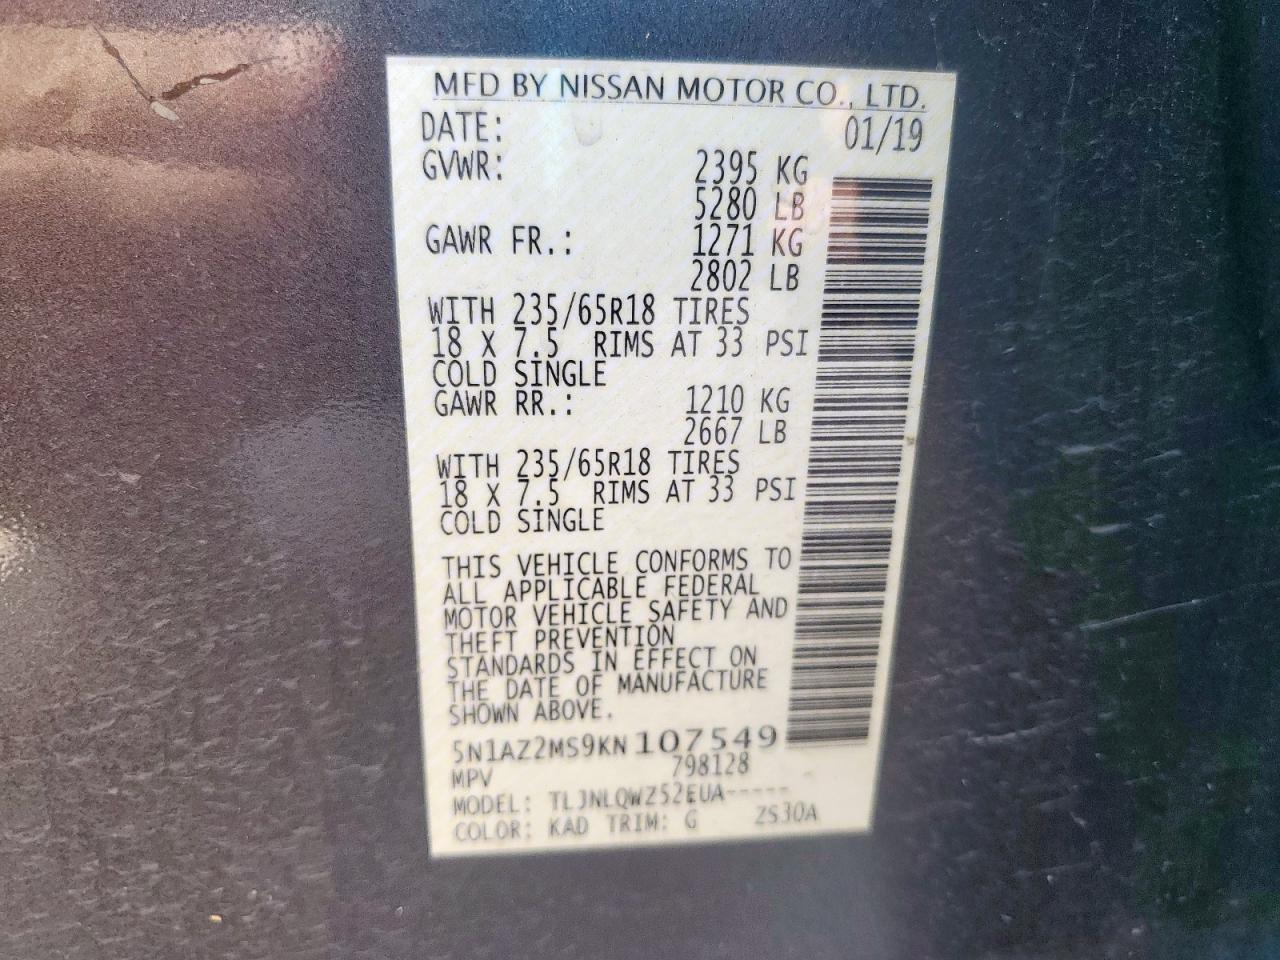 MFD BY NISSAN MOTOR CO., LTD.
DATE: 01/19
GVWR: 2395 KG
5280 LB
GAWR FR.: 1271 KG
2802 LB
WITH 235/65R18 TIRES
18 X 7.5 RIMS AT 33 PSI
COLD SINGLE
GAWR RR.: 1210 KG
2667 LB
WITH 235/65R18 TIRES
18 X 7.5 RIMS AT 33 PSI
COLD SINGLE
THIS VEHICLE CONFORMS TO
ALL APPLICABLE FEDERAL
MOTOR VEHICLE SAFETY AND
THEFT PREVENTION
STANDARDS IN EFFECT ON
THE DATE OF MANUFACTURE
SHOWN ABOVE.
5N1AZ2MS9KN107549
MPV 798128
MODEL: TLJNLQWZ52EUA-----
COLOR: KAD TRIM: G ZS30A